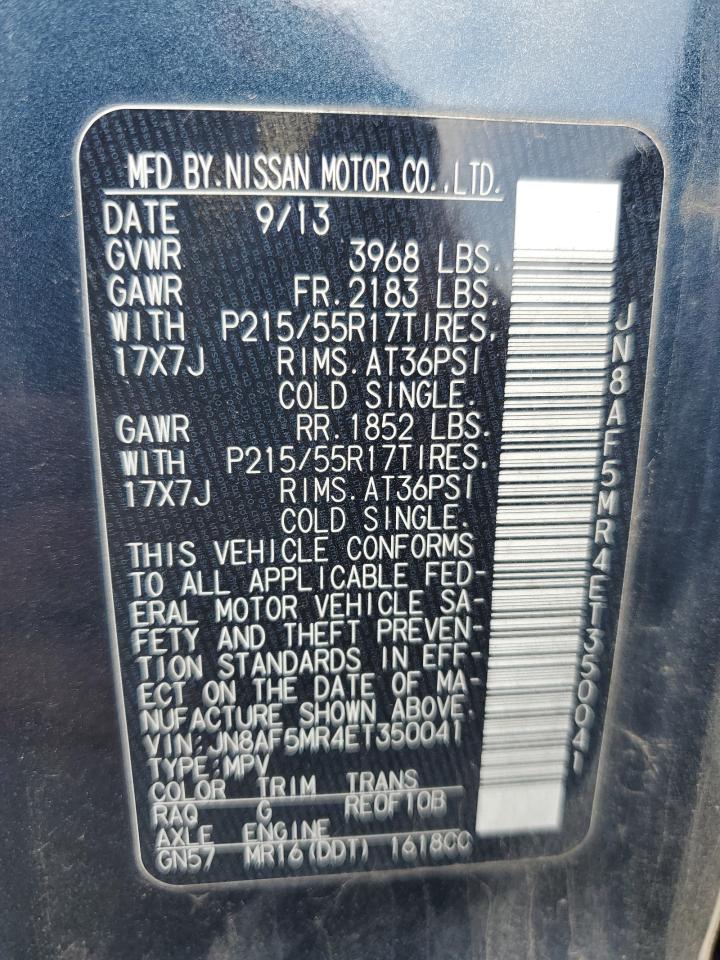 MFD BY. NISSAN MOTOR CO., LTD.
DATE 9/13
GVWR 3968 LBS.
GAWR FR. 2183 LBS.
WITH P215/55R17TIRES,
17X7J RIMS. AT36PSI
COLD SINGLE.
GAWR RR. 1852 LBS.
WITH P215/55R17TIRES.
17X7J RIMS. AT36PSI
COLD SINGLE.
THIS VEHICLE CONFORMS
TO ALL APPLICABLE FED-
ERAL MOTOR VEHICLE SA-
FETY AND THEFT PREVEN-
TION STANDARDS IN EFF-
ECT ON THE DATE OF MA-
NUFACTURE SHOWN ABOVE.
VIN: JN8AF5MR4ET350041
TYPE: MPV
COLOR TRIM TRANS
RAQ G RE0F10B
AXLE ENGINE
GN57 MR16 (DDT) 1618CC
JN8AF5MR4ET350041